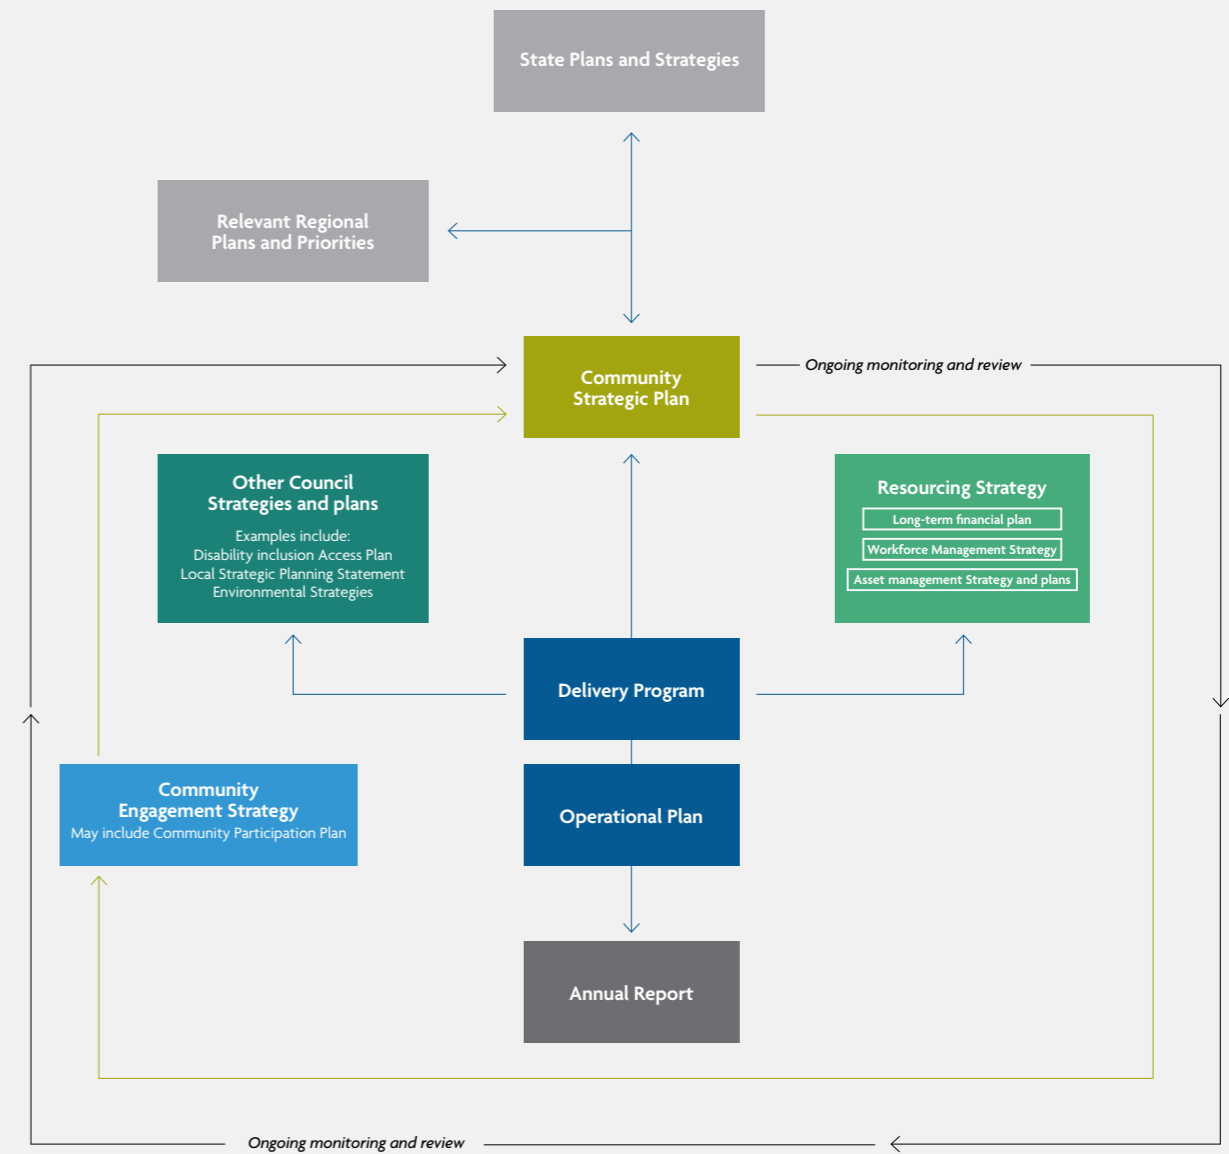 State Plans and Strategies
Relevant Regional
Plans and Priorities
Community
Strategic Plan
Ongoing monitoring and review
Other Council
Strategies and plans
Examples include:
Disability inclusion Access Plan
Local Strategic Planning Statement
Environmental Strategies
Resourcing Strategy
Long-term financial plan
Workforce Management Strategy
Asset management Strategy and plans
Delivery Program
Community
Engagement Strategy
May include Community Participation Plan
Operational Plan
Annual Report
Ongoing monitoring and review